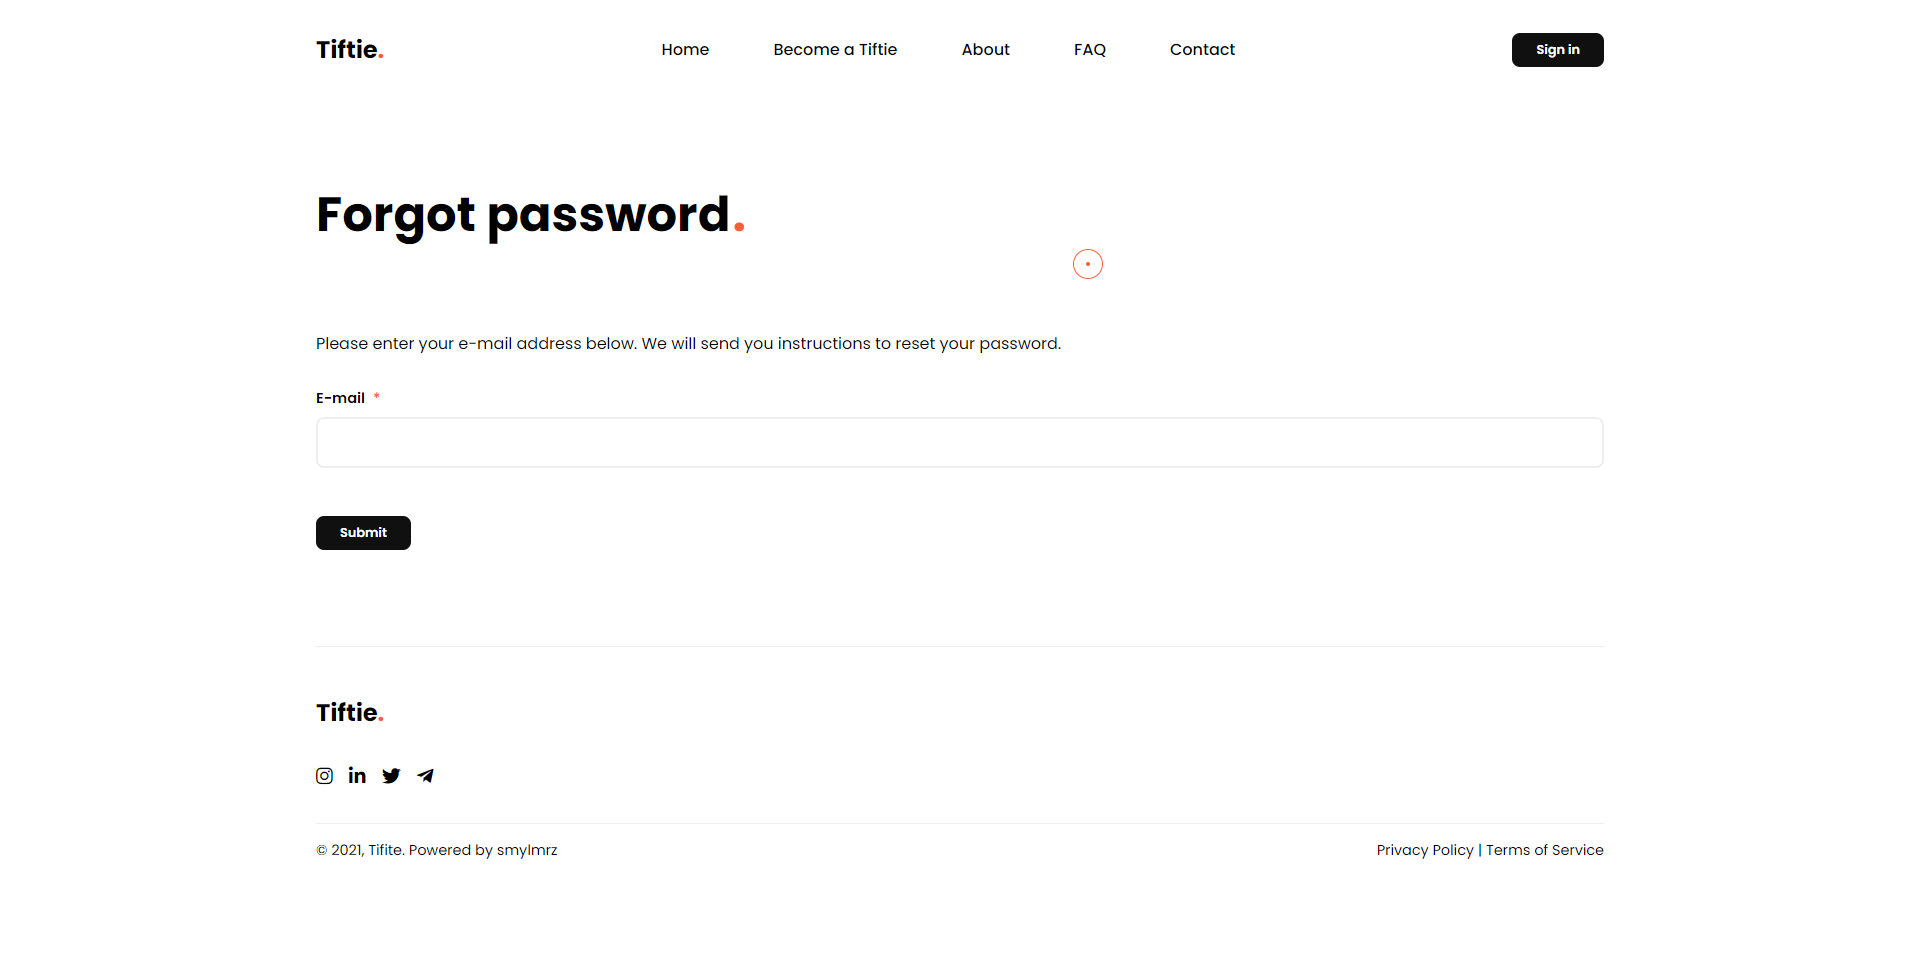 Tiftie.
Home Become a Tiftie About FAQ Contact
Sign in
Forgot password.
Please enter your e-mail address below. We will send you instructions to reset your password.
E-mail *
Submit
Tiftie.
© 2021, Tifite. Powered by smylmrz
Privacy Policy | Terms of Service